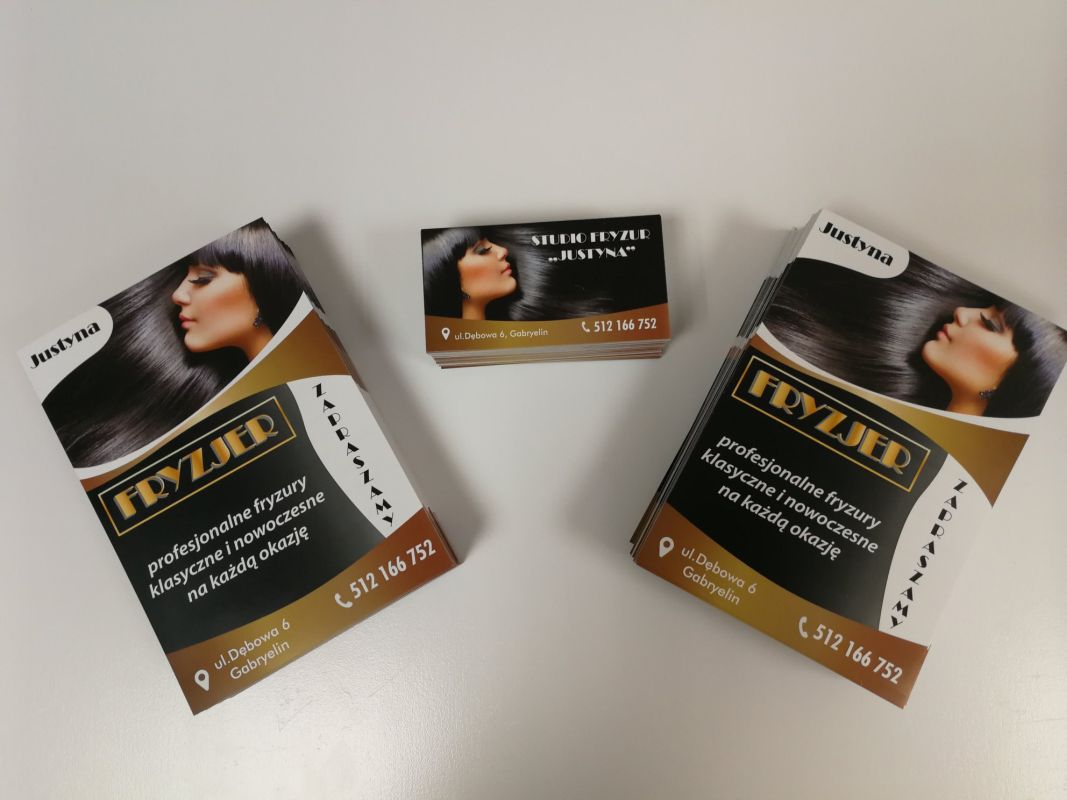 Justyna
FRYZJER
profesjonalne fryzury
klasyczne i nowoczesne
na każdą okazję
ZAPRASZAMY
512 166 752
ul.Dębowa 6
Gabryelin
STUDIO FRYZUR
„JUSTYNA”
ul.Dębowa 6, Gabryelin
512 166 752
Justyna
FRYZJER
profesjonalne fryzury
klasyczne i nowoczesne
na każdą okazję
ZAPRASZAMY
ul.Dębowa 6
Gabryelin
512 166 752